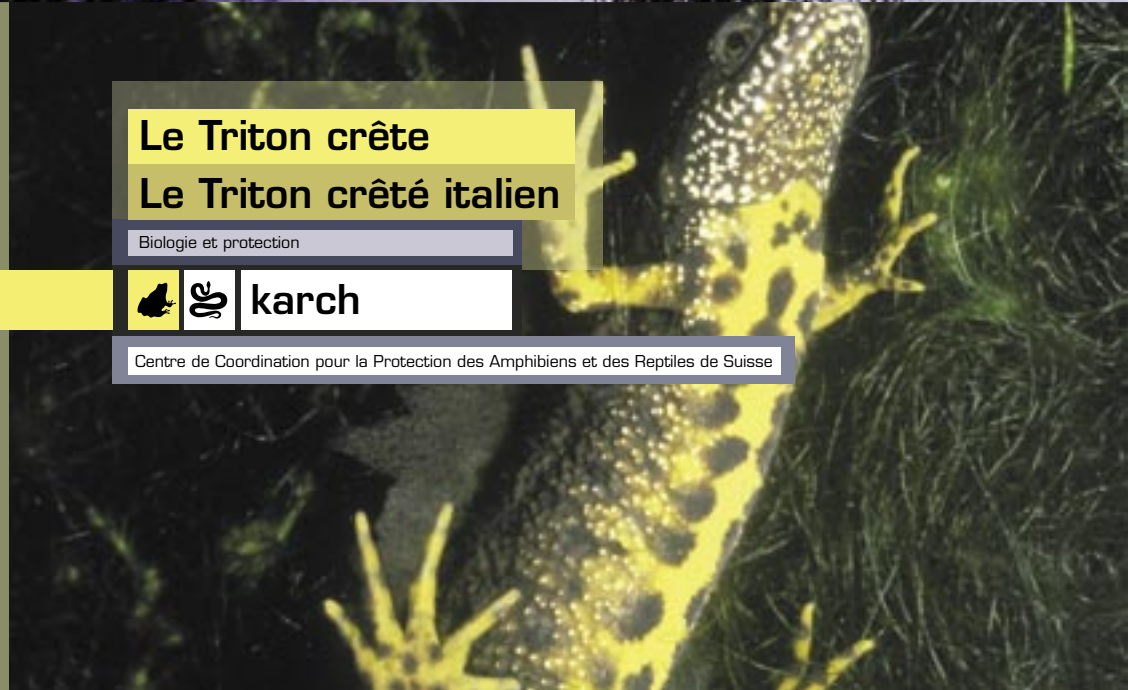 Le Triton crête
Le Triton crêté italien
Biologie et protection
karch
Centre de Coordination pour la Protection des Amphibiens et des Reptiles de Suisse